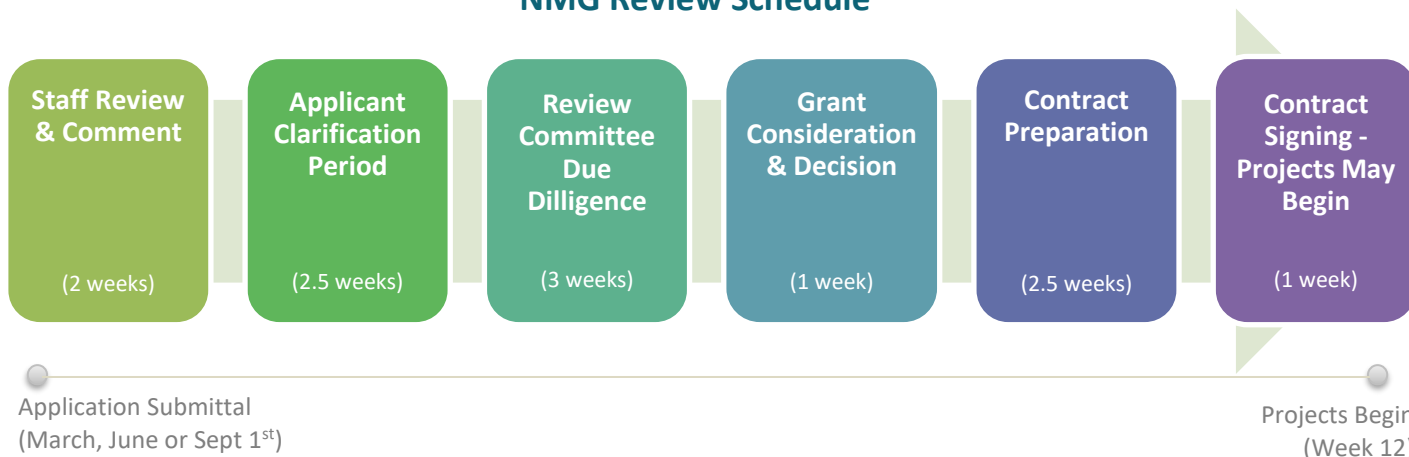 NMG Review Schedule
Staff Review
& Comment
(2 weeks)
Applicant
Clarification
Period
(2.5 weeks)
Review
Committee
Due
Dilligence
(3 weeks)
Grant
Consideration
& Decision
(1 week)
Contract
Preparation
(2.5 weeks)
Contract
Signing -
Projects May
Begin
(1 week)
Application Submittal
(March, June or Sept 1st)
Projects Begin
(Week 12)